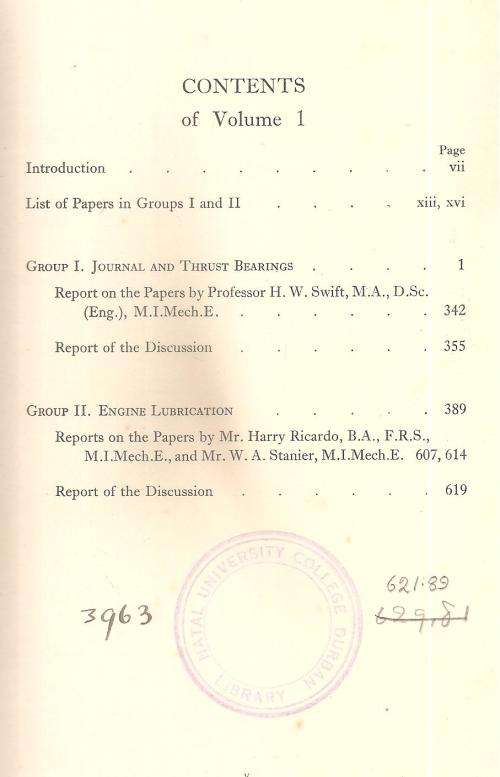 CONTENTS
of Volume 1
Page
Introduction . . . . . . . . . vii
List of Papers in Groups I and II . . . . xiii, xvi
GROUP I. JOURNAL AND THRUST BEARINGS . . . . 1
Report on the Papers by Professor H. W. Swift, M.A., D.Sc.
(Eng.), M.I.Mech.E. . . . . . . 342
Report of the Discussion . . . . . . 355
GROUP II. ENGINE LUBRICATION . . . . . 389
Reports on the Papers by Mr. Harry Ricardo, B.A., F.R.S.,
M.I.Mech.E., and Mr. W. A. Stanier, M.I.Mech.E. 607, 614
Report of the Discussion . . . . . . 619
NATAL UNIVERSITY COLLEGE DURBAN
LIBRARY
621.89
3963
629,81
v